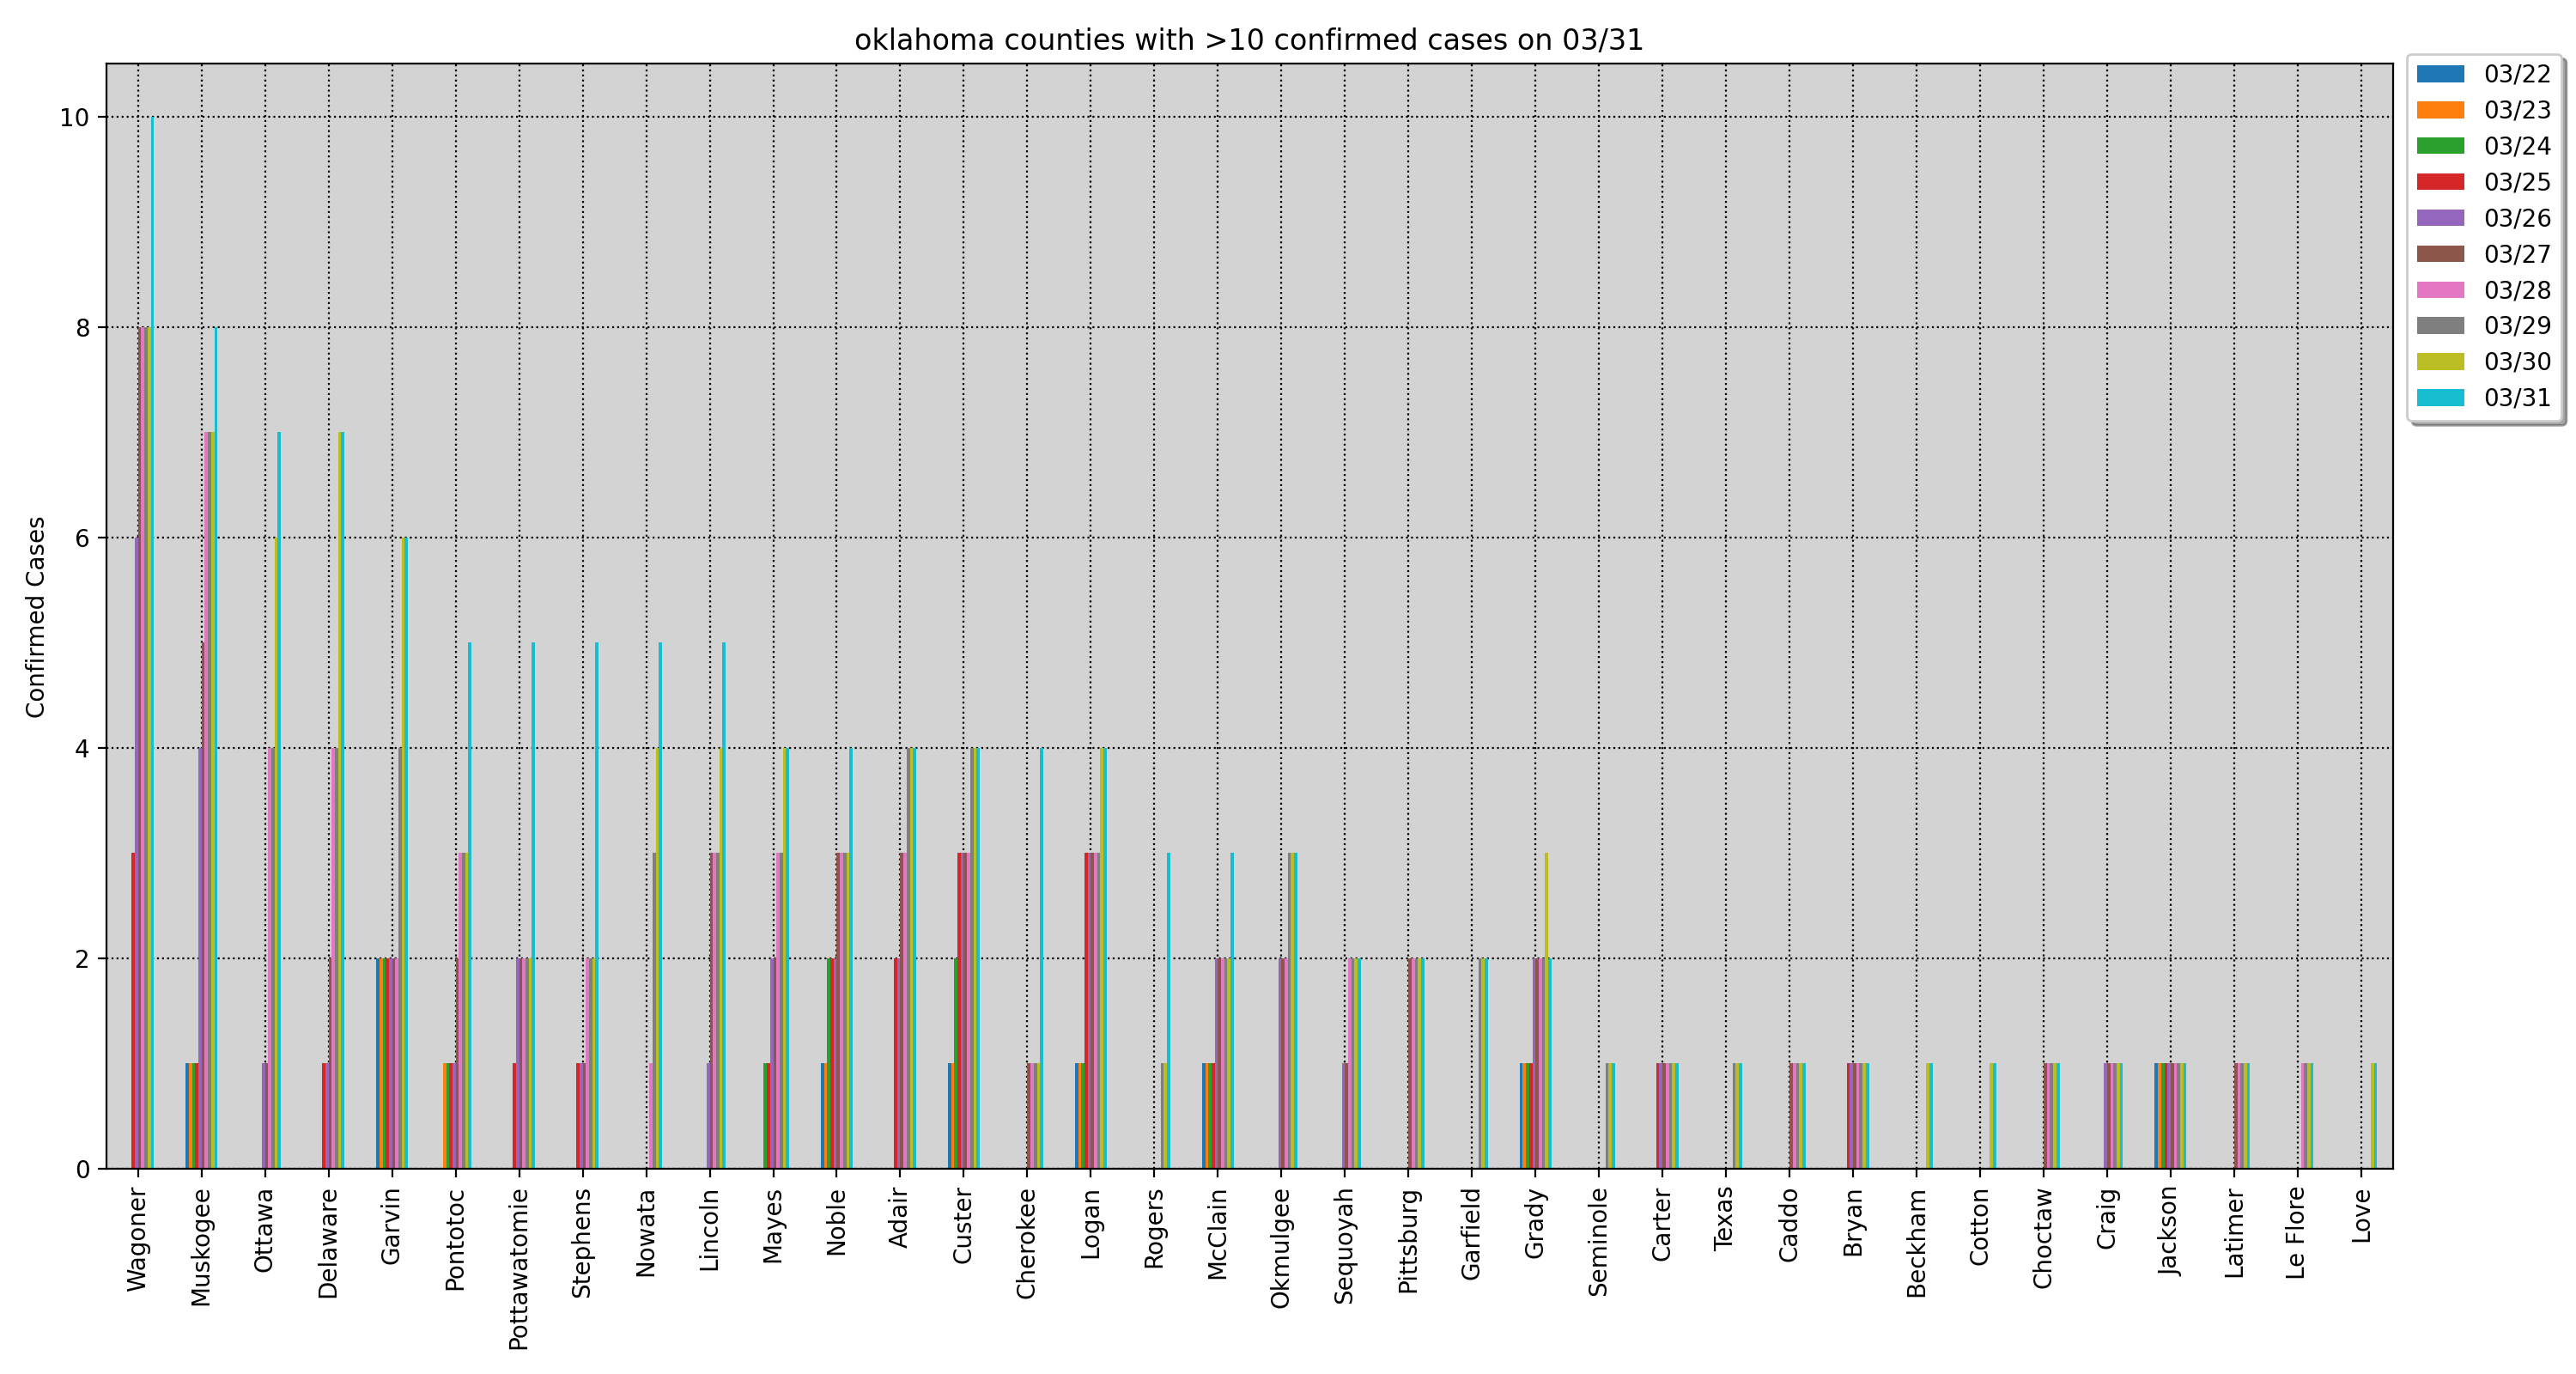 oklahoma counties with >10 confirmed cases on 03/31
03/22
03/23
03/24
03/25
03/26
03/27
03/28
03/29
03/30
03/31
Confirmed Cases
10
8
6
4
2
0
Wagoner
Muskogee
Ottawa
Delaware
Garvin
Pontotoc
Pottawatomie
Stephens
Nowata
Lincoln
Mayes
Noble
Adair
Custer
Cherokee
Logan
Rogers
McClain
Okmulgee
Sequoyah
Pittsburg
Garfield
Grady
Seminole
Carter
Texas
Caddo
Bryan
Beckham
Cotton
Choctaw
Craig
Jackson
Latimer
Le Flore
Love